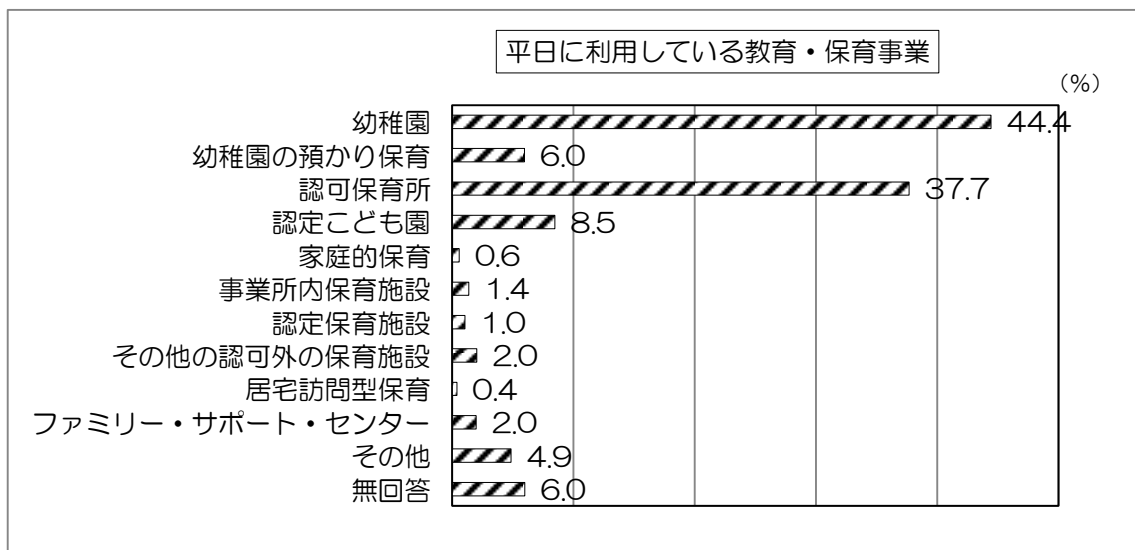 平日に利用している教育・保育事業
（%）
幼稚園 44.4
幼稚園の預かり保育 6.0
認可保育所 37.7
認定こども園 8.5
家庭的保育 0.6
事業所内保育施設 1.4
認定保育施設 1.0
その他の認可外の保育施設 2.0
居宅訪問型保育 0.4
ファミリー・サポート・センター 2.0
その他 4.9
無回答 6.0